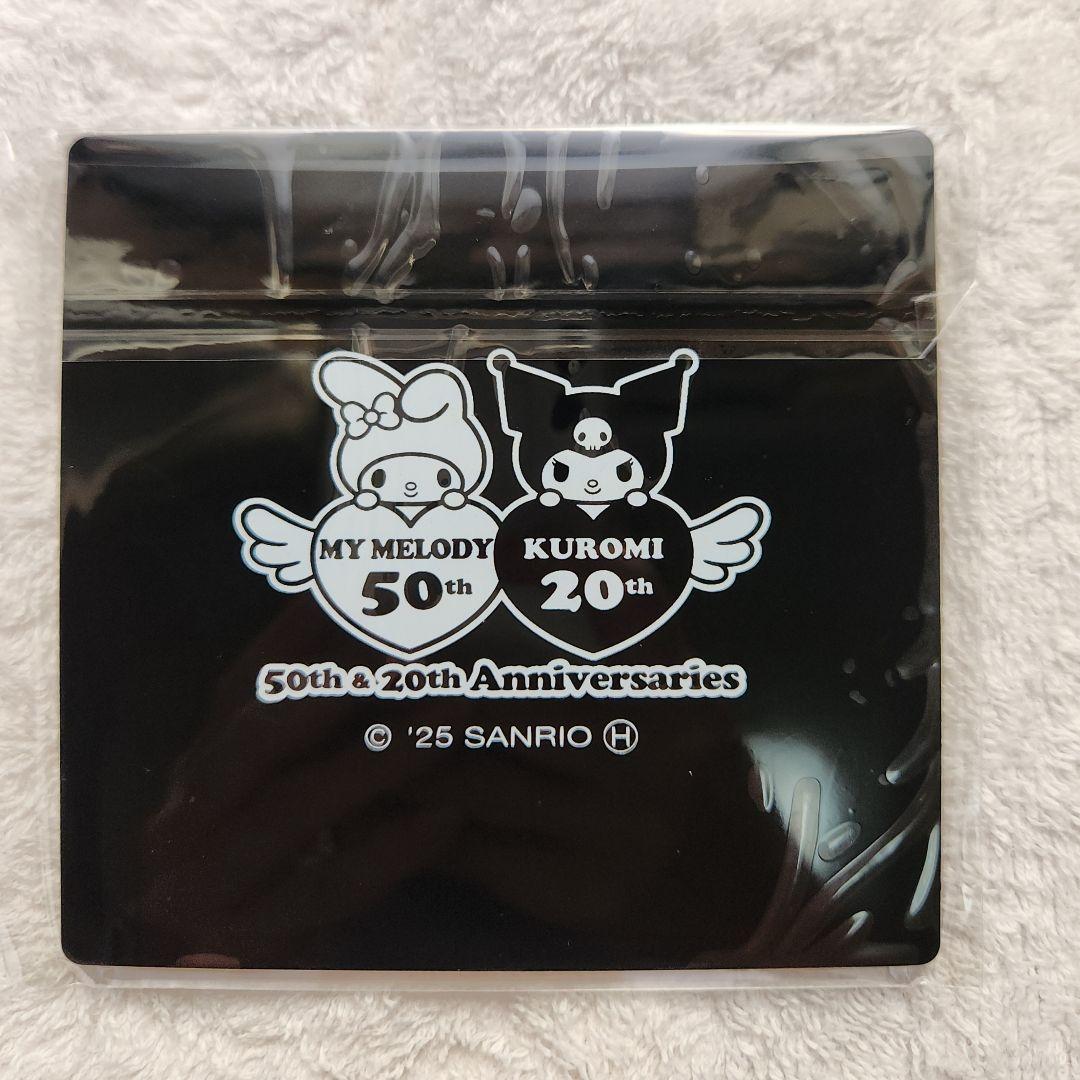 MY MELODY
50th
KUROMI
20th
50th & 20th Anniversaries
© '25 SANRIO Ⓗ